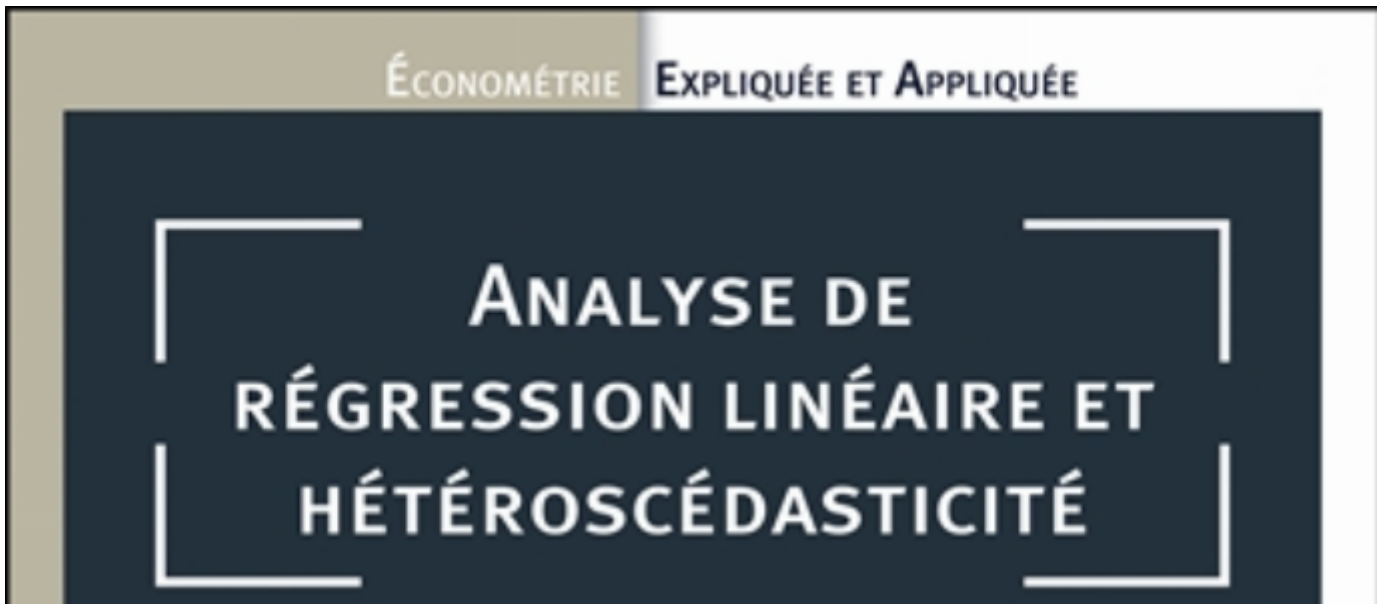 Économétrie Expliquée et Appliquée
Analyse de
régression linéaire et
hétéroscédasticité